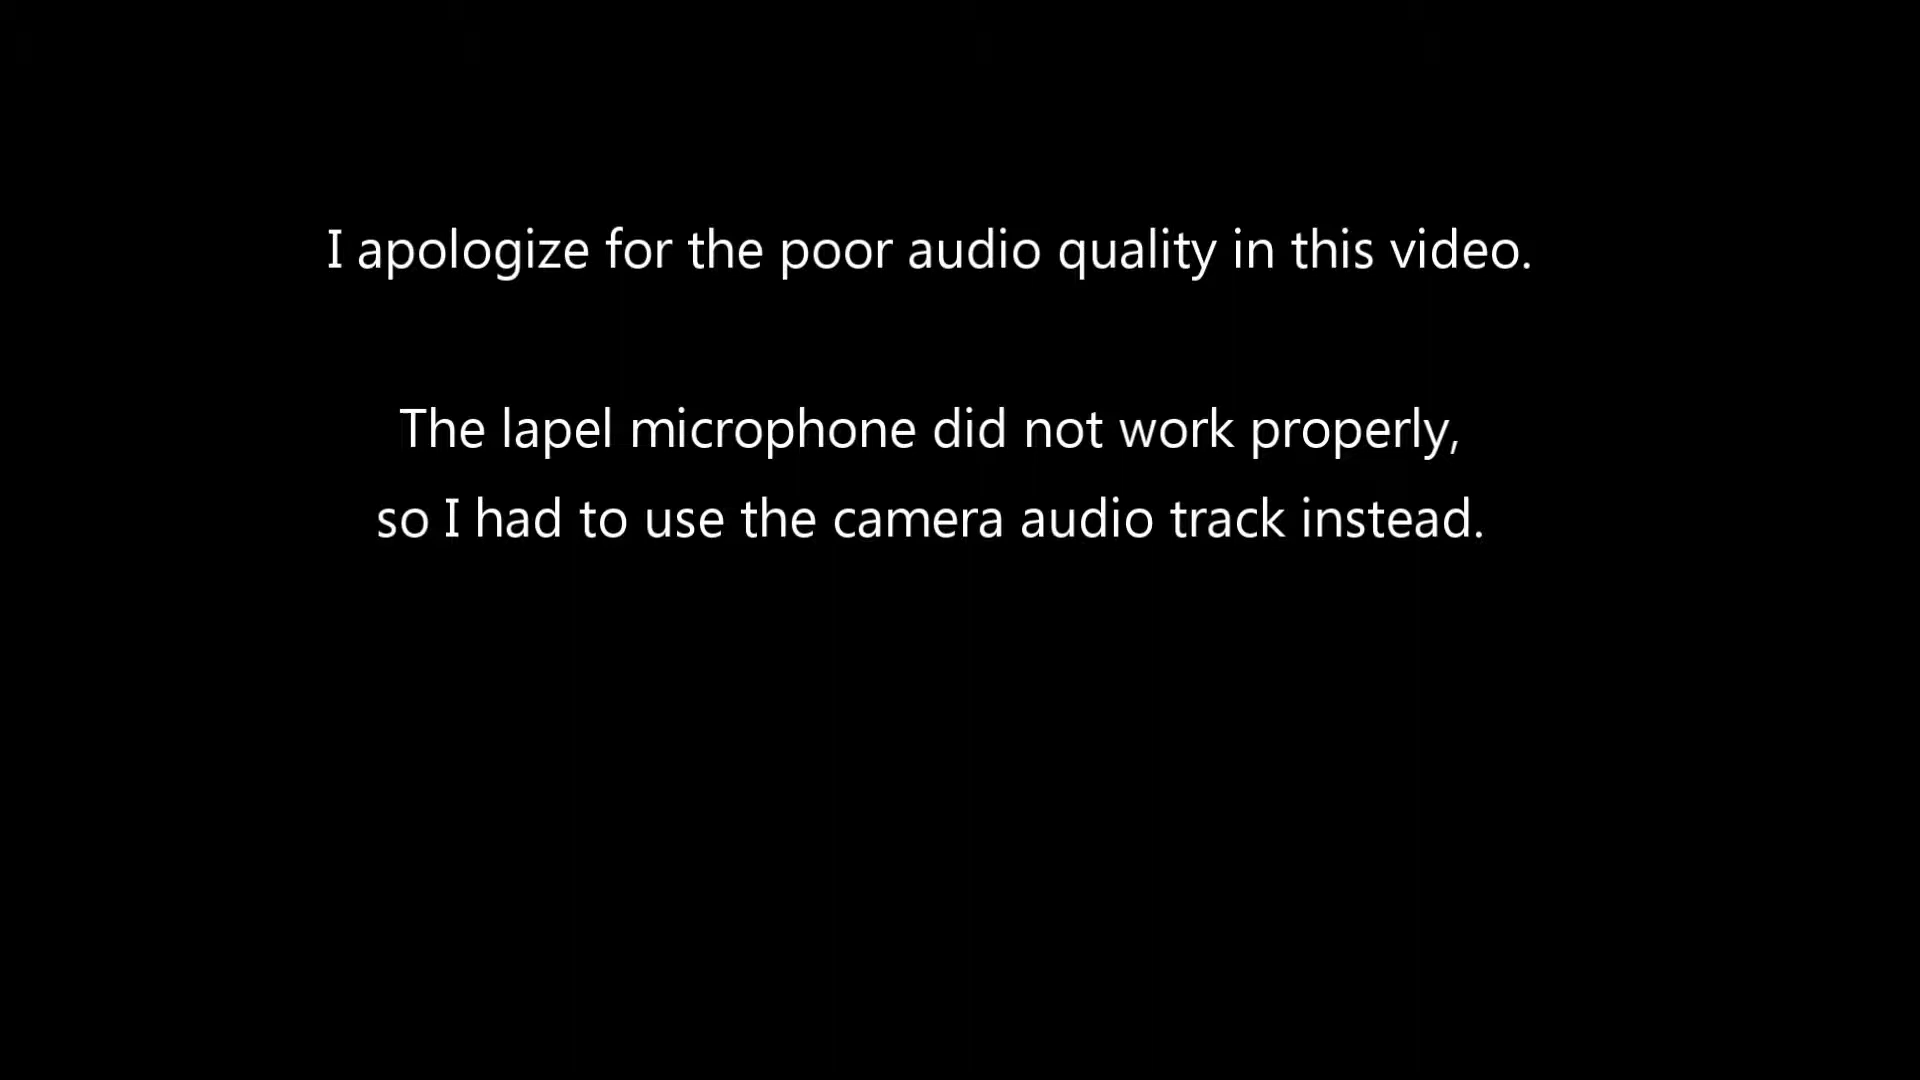 I apologize for the poor audio quality in this video.
The lapel microphone did not work properly,
so I had to use the camera audio track instead.